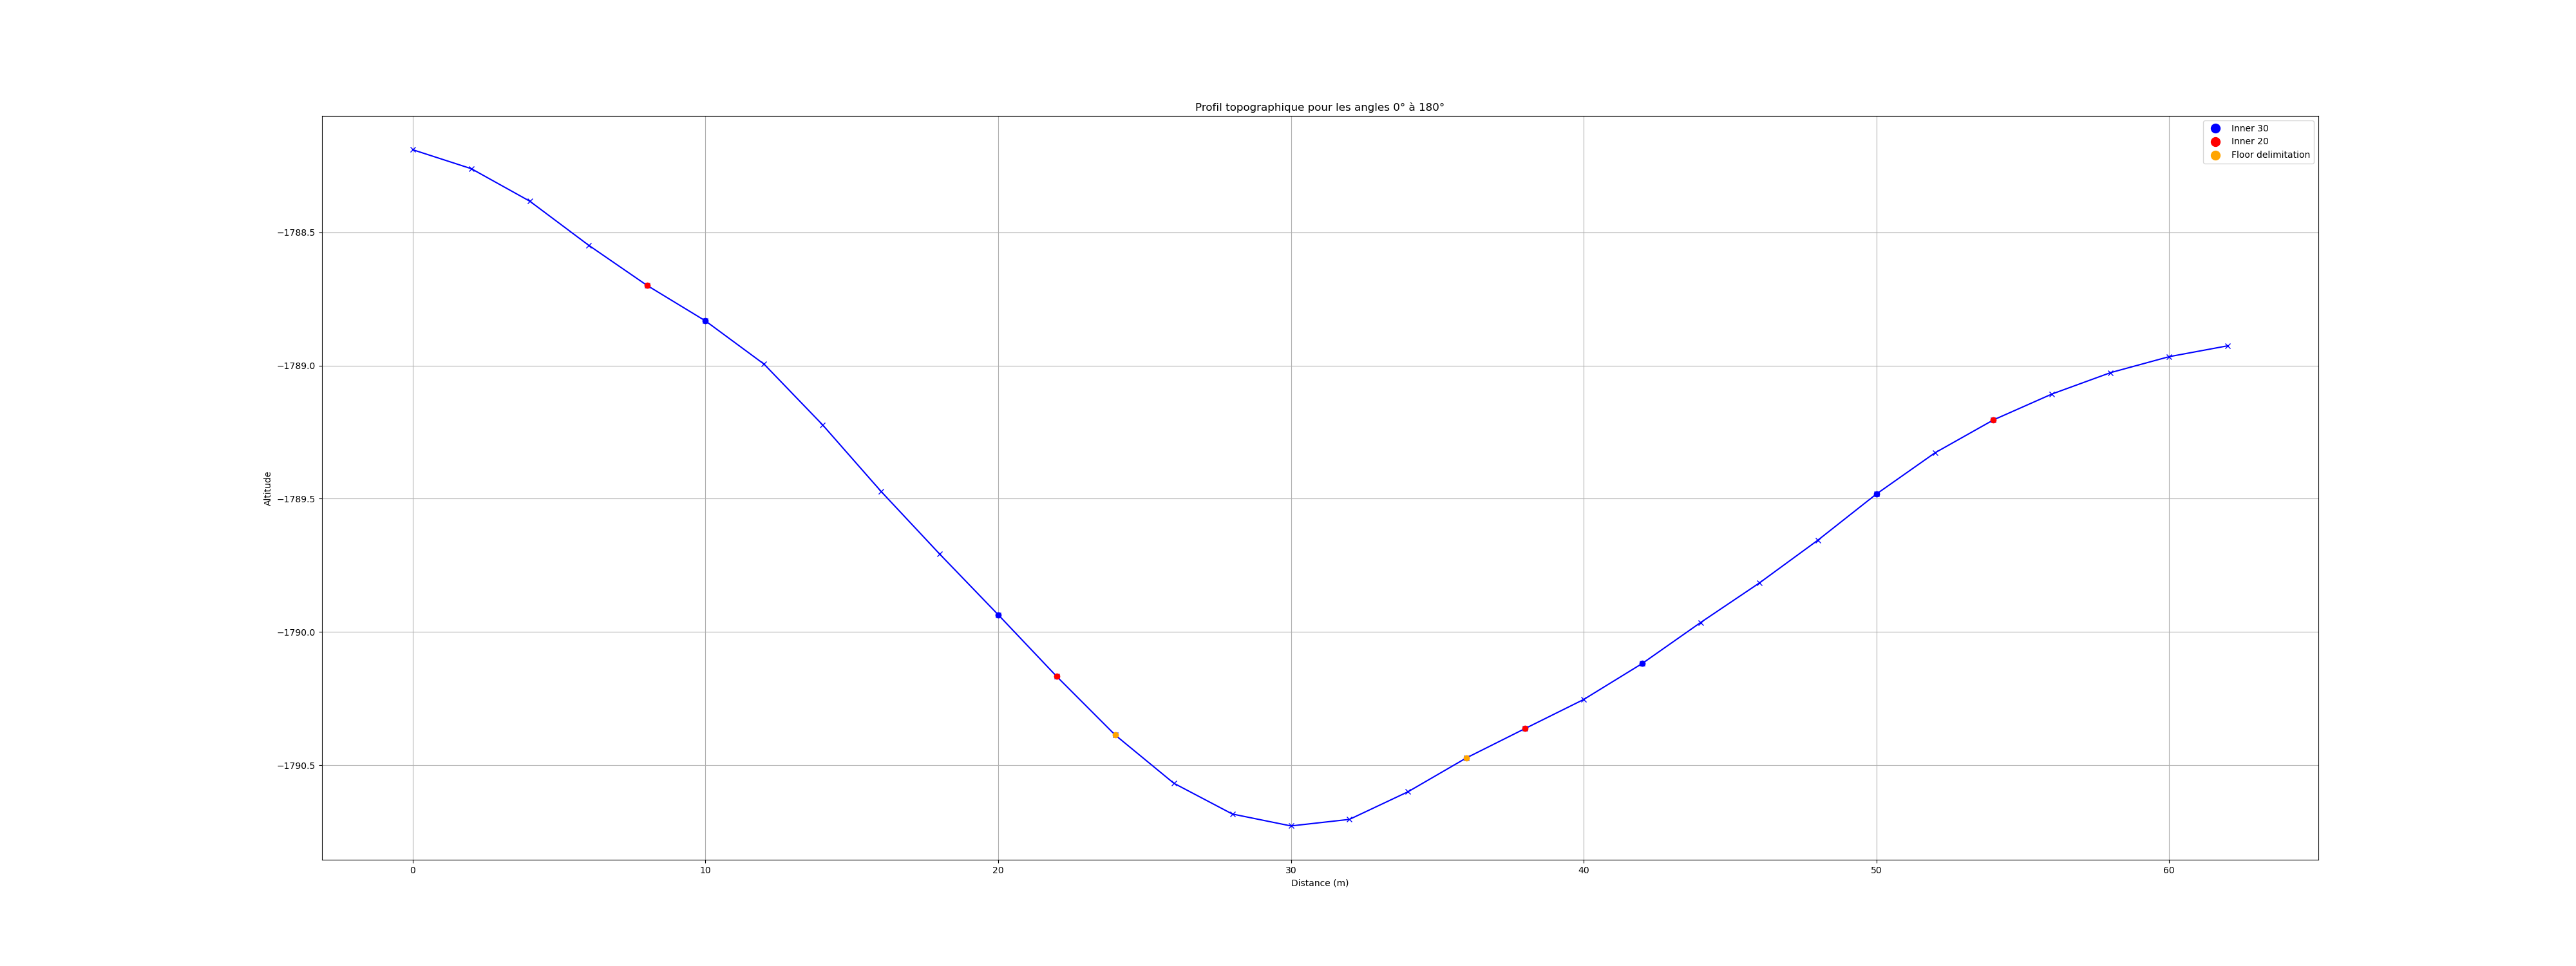 Profil topographique pour les angles 0° à 180°
Inner 30
Inner 20
Floor delimitation
Altitude
−1788.5
−1789.0
−1789.5
−1790.0
−1790.5
0 10 20 30 40 50 60
Distance (m)